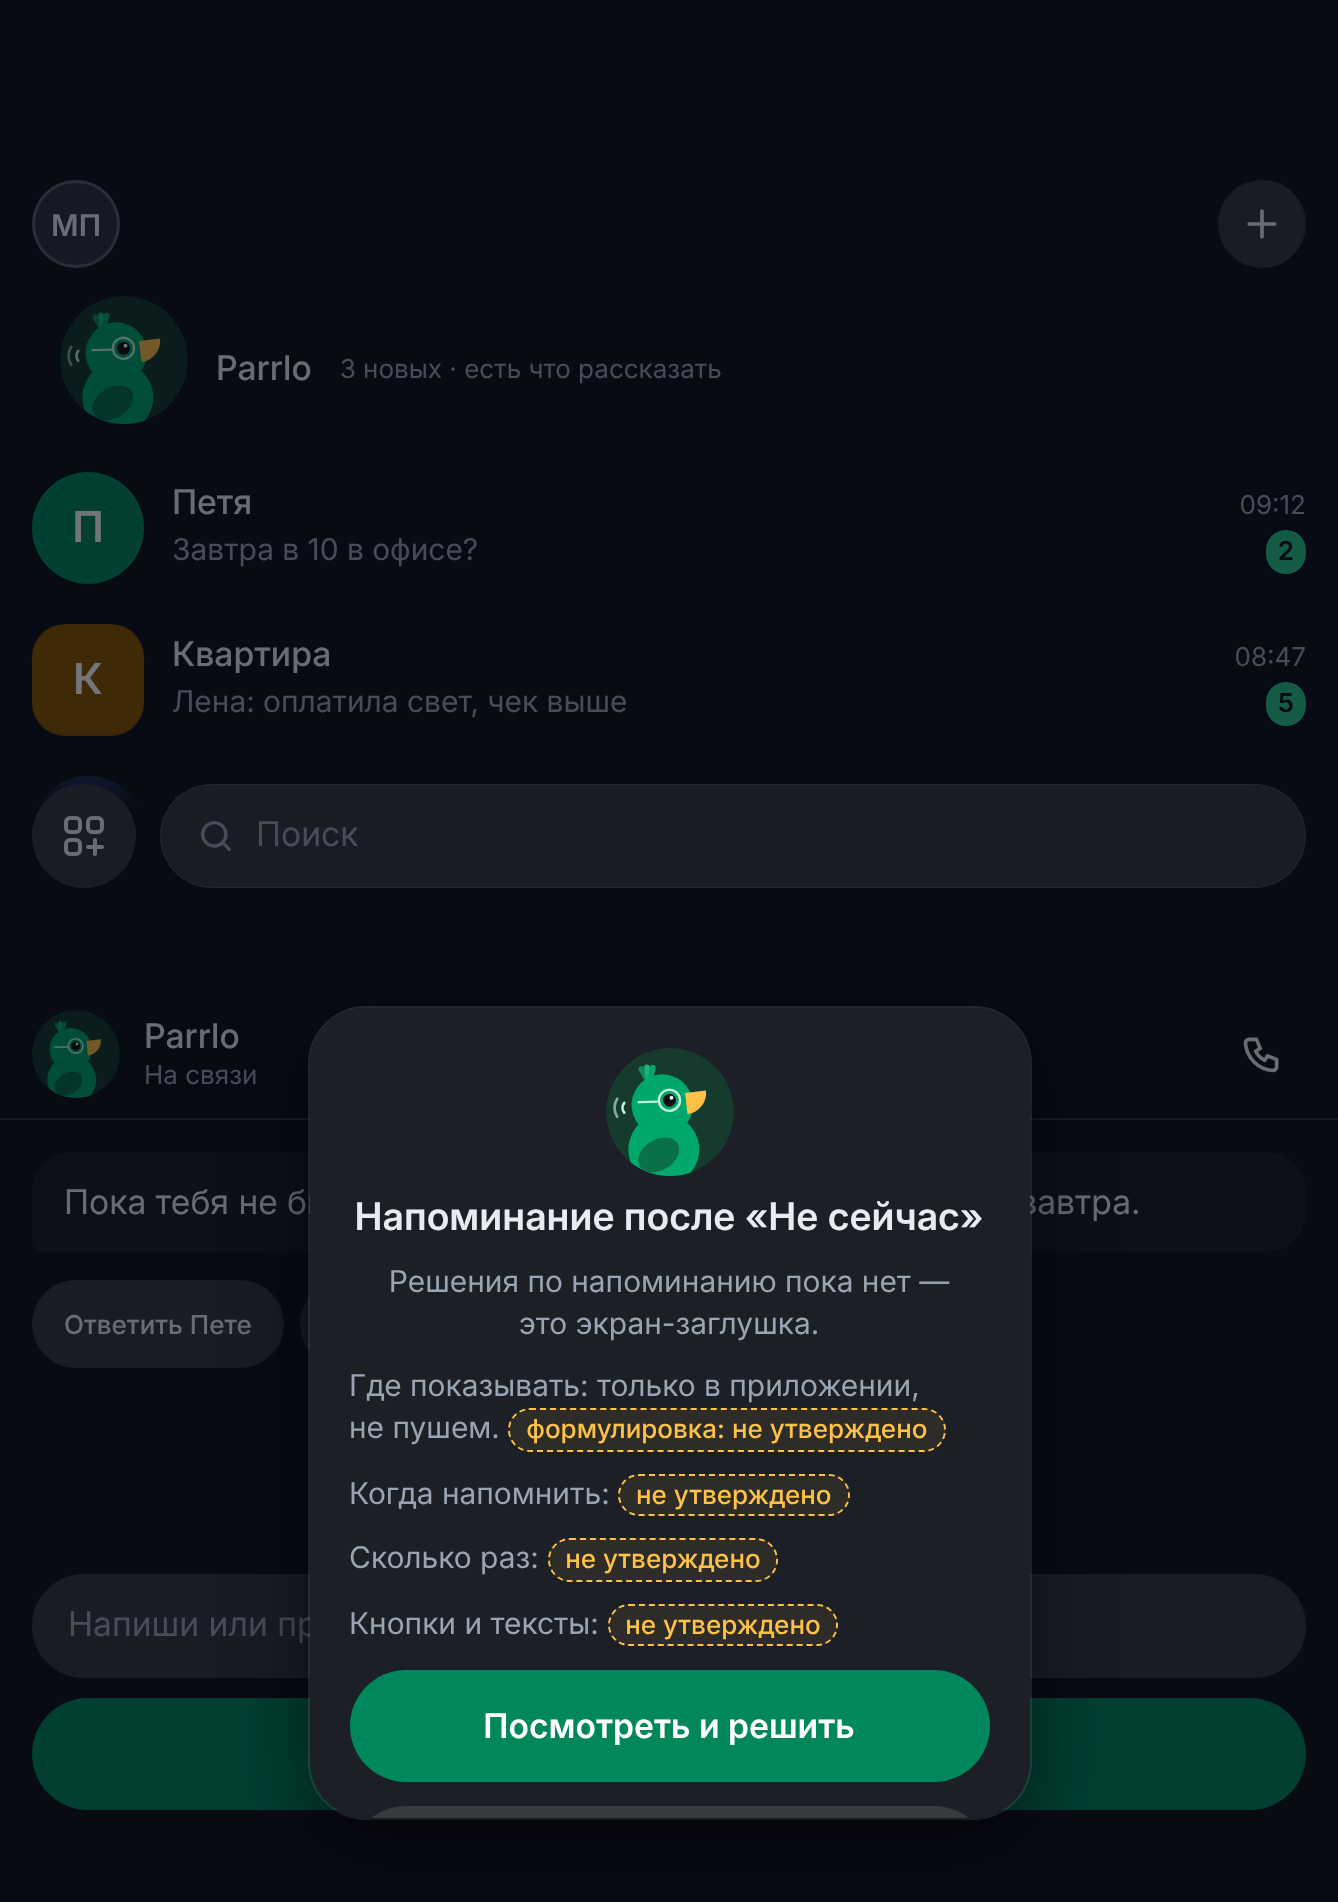 МП
Parrlo 3 новых · есть что рассказать
П
Петя
09:12
Завтра в 10 в офисе?
2
К
Квартира
08:47
Лена: оплатила свет, чек выше
5
Поиск
Parrlo
На связи
Напоминание после «Не сейчас»
Пока тебя не б
завтра.
Решения по напоминанию пока нет —
это экран-заглушка.
Ответить Пете
Где показывать: только в приложении,
не пушем. формулировка: не утверждено
Когда напомнить: не утверждено
Сколько раз: не утверждено
Кнопки и тексты: не утверждено
Напиши или пр
Посмотреть и решить